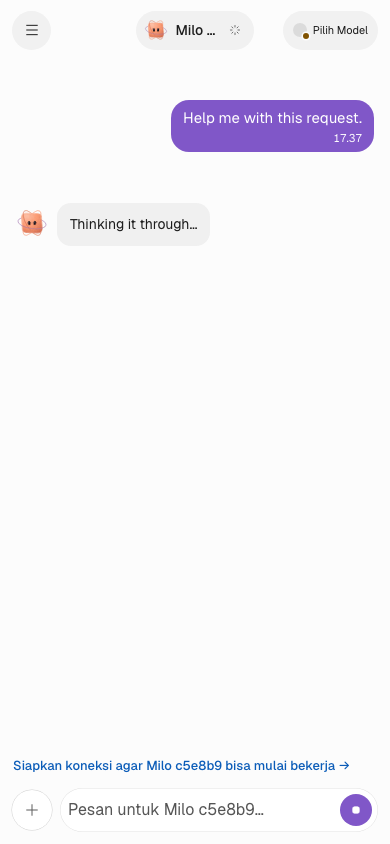 Milo ...
Pilih Model
Help me with this request.
17.37
Thinking it through...
Siapkan koneksi agar Milo c5e8b9 bisa mulai bekerja →
Pesan untuk Milo c5e8b9...